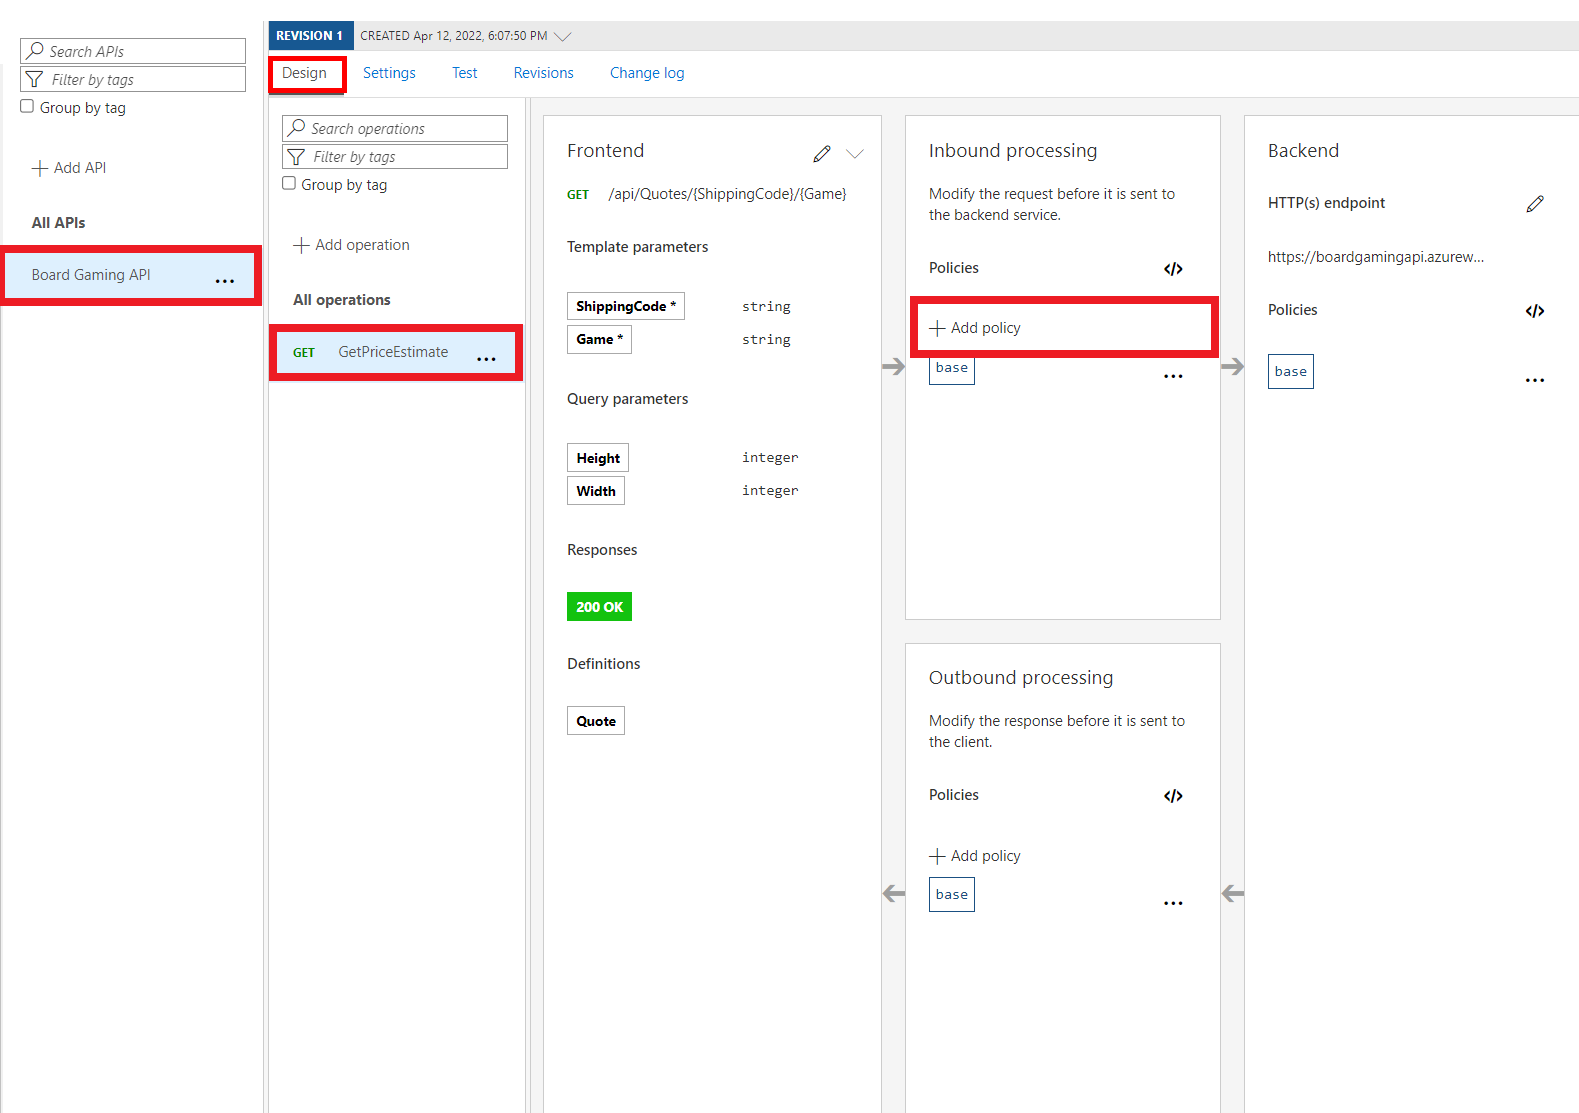 Search APIs
Filter by tags
Group by tag
Add API
All APIs
Board Gaming API
REVISION 1 CREATED Apr 12, 2022, 6:07:50 PM
Design Settings Test Revisions Change log
Search operations
Filter by tags
Group by tag
Add operation
All operations
GET GetPriceEstimate
Frontend
GET /api/Quotes/{ShippingCode}/{Game}
Template parameters
ShippingCode * string
Game * string
Query parameters
Height integer
Width integer
Responses
200 OK
Definitions
Quote
Inbound processing
Modify the request before it is sent to
the backend service.
Policies </>
Add policy
base
Outbound processing
Modify the response before it is sent to
the client.
Policies </>
Add policy
base
Backend
HTTP(s) endpoint
https://boardgamingapi.azurew...
Policies </>
base